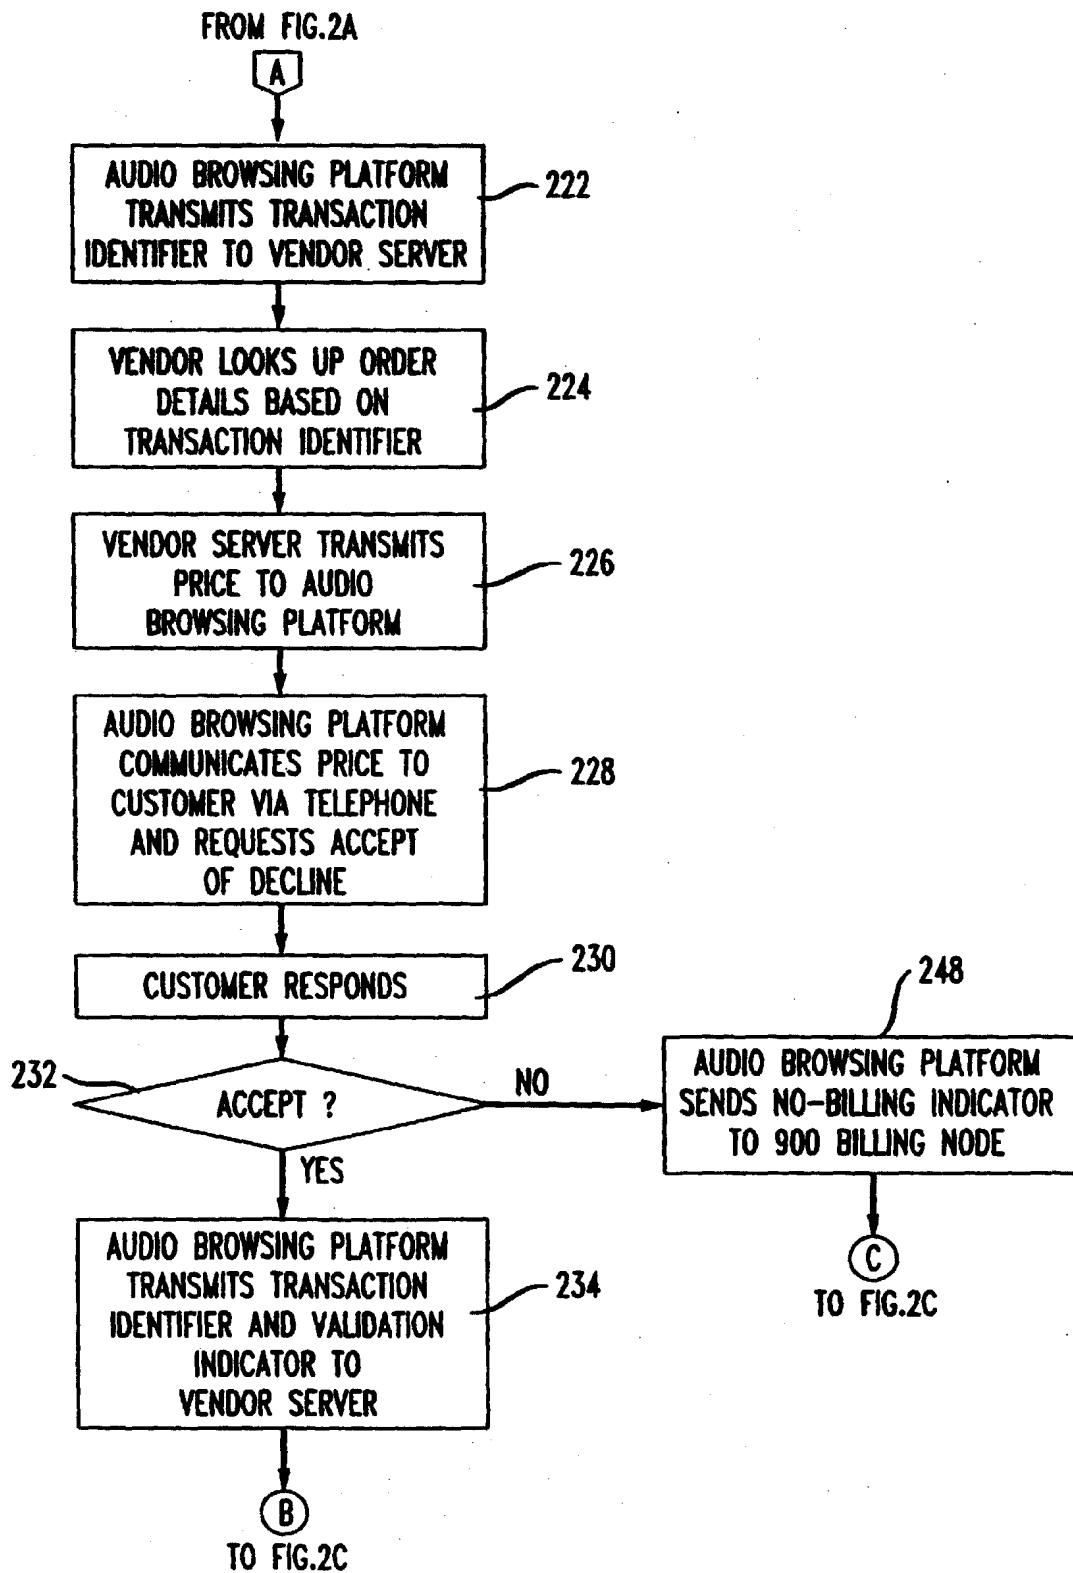 FROM FIG.2A
A
AUDIO BROWSING PLATFORM
TRANSMITS TRANSACTION
IDENTIFIER TO VENDOR SERVER
222
VENDOR LOOKS UP ORDER
DETAILS BASED ON
TRANSACTION IDENTIFIER
224
VENDOR SERVER TRANSMITS
PRICE TO AUDIO
BROWSING PLATFORM
226
AUDIO BROWSING PLATFORM
COMMUNICATES PRICE TO
CUSTOMER VIA TELEPHONE
AND REQUESTS ACCEPT
OF DECLINE
228
CUSTOMER RESPONDS
230
232
ACCEPT ?
NO
YES
248
AUDIO BROWSING PLATFORM
SENDS NO-BILLING INDICATOR
TO 900 BILLING NODE
C
TO FIG.2C
AUDIO BROWSING PLATFORM
TRANSMITS TRANSACTION
IDENTIFIER AND VALIDATION
INDICATOR TO
VENDOR SERVER
234
B
TO FIG.2C